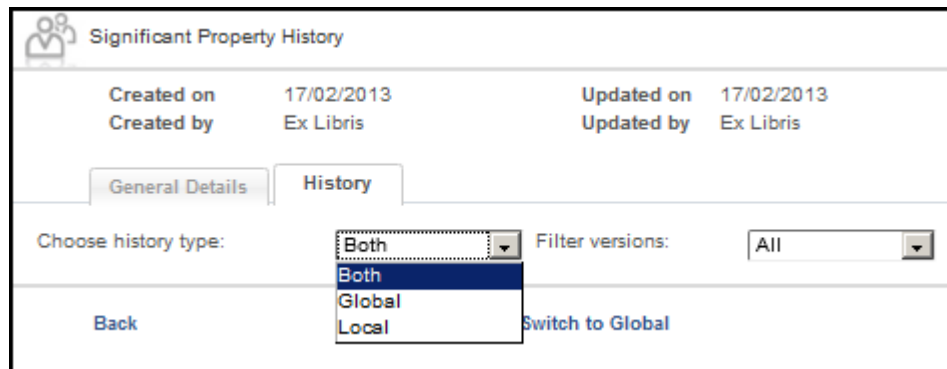 Significant Property History
Created on 17/02/2013 Updated on 17/02/2013
Created by Ex Libris Updated by Ex Libris
General Details History
Choose history type: Both Filter versions: All
Both
Global
Local
Back Switch to Global